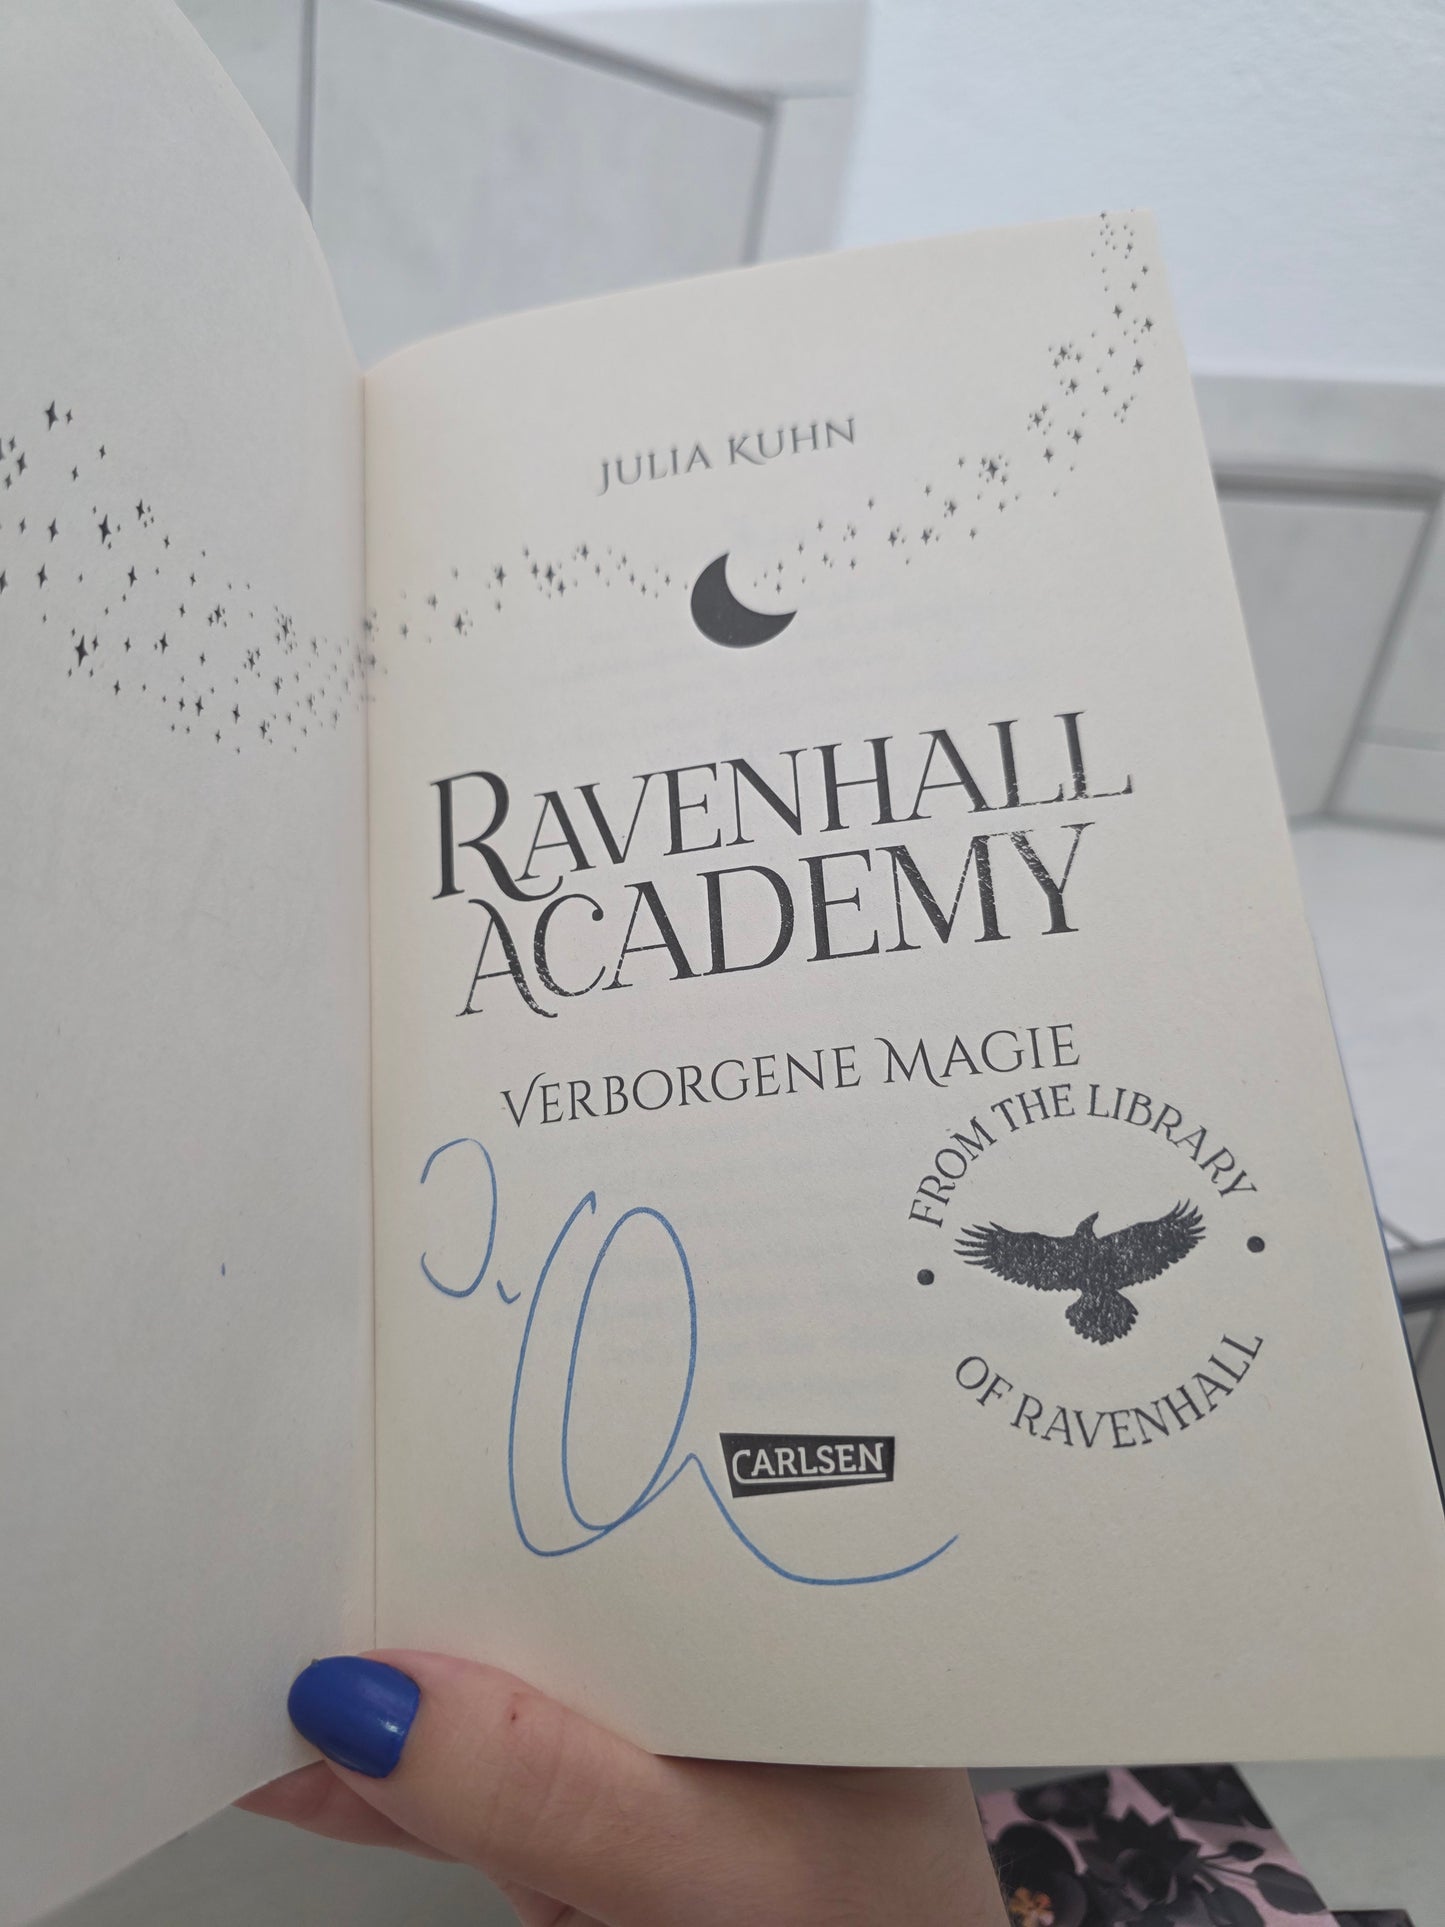 JULIA KUHN
RAVENHALL
ACADEMY
VERBORGENE MAGIE
FROM THE LIBRARY
OF RAVENHALL
CARLSEN